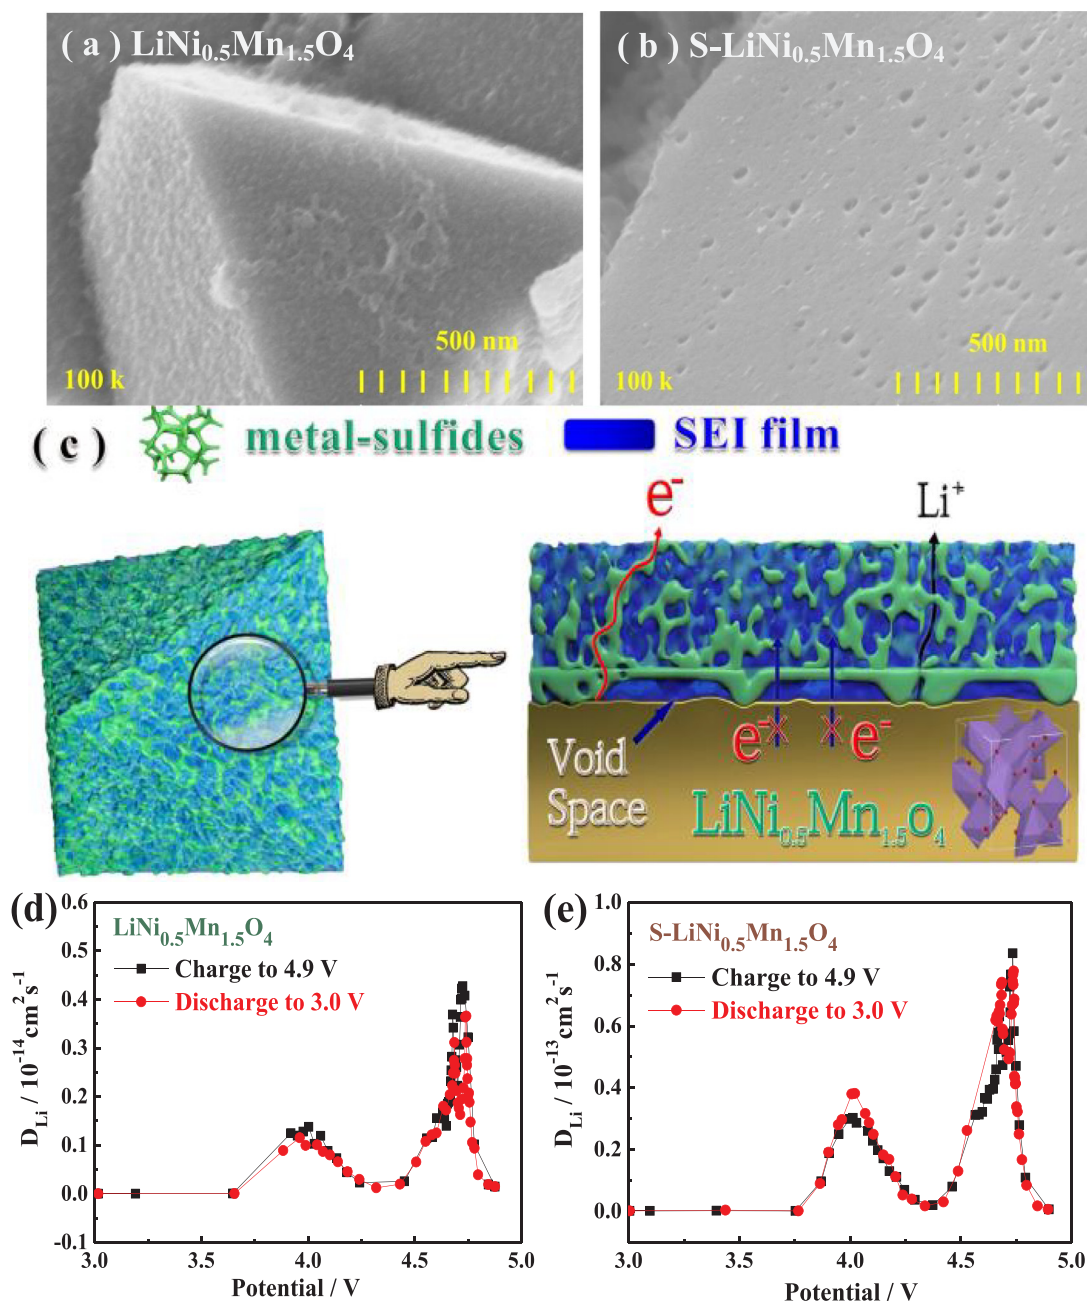 ( a ) LiNi0.5Mn1.5O4
500 nm
100 k
( b ) S-LiNi0.5Mn1.5O4
500 nm
100 k
( c )
metal-sulfides
SEI film
e-
Li+
Void
Space
e- X X e-
LiNi0.5Mn1.5O4
(d)
LiNi0.5Mn1.5O4
Charge to 4.9 V
Discharge to 3.0 V
DLi / 10-14 cm2 s-1
0.6
0.5
0.4
0.3
0.2
0.1
0.0
-0.1
3.0 3.5 4.0 4.5 5.0
Potential / V
(e)
S-LiNi0.5Mn1.5O4
Charge to 4.9 V
Discharge to 3.0 V
DLi / 10-13 cm2 s-1
1.0
0.8
0.6
0.4
0.2
0.0
3.0 3.5 4.0 4.5 5.0
Potential / V